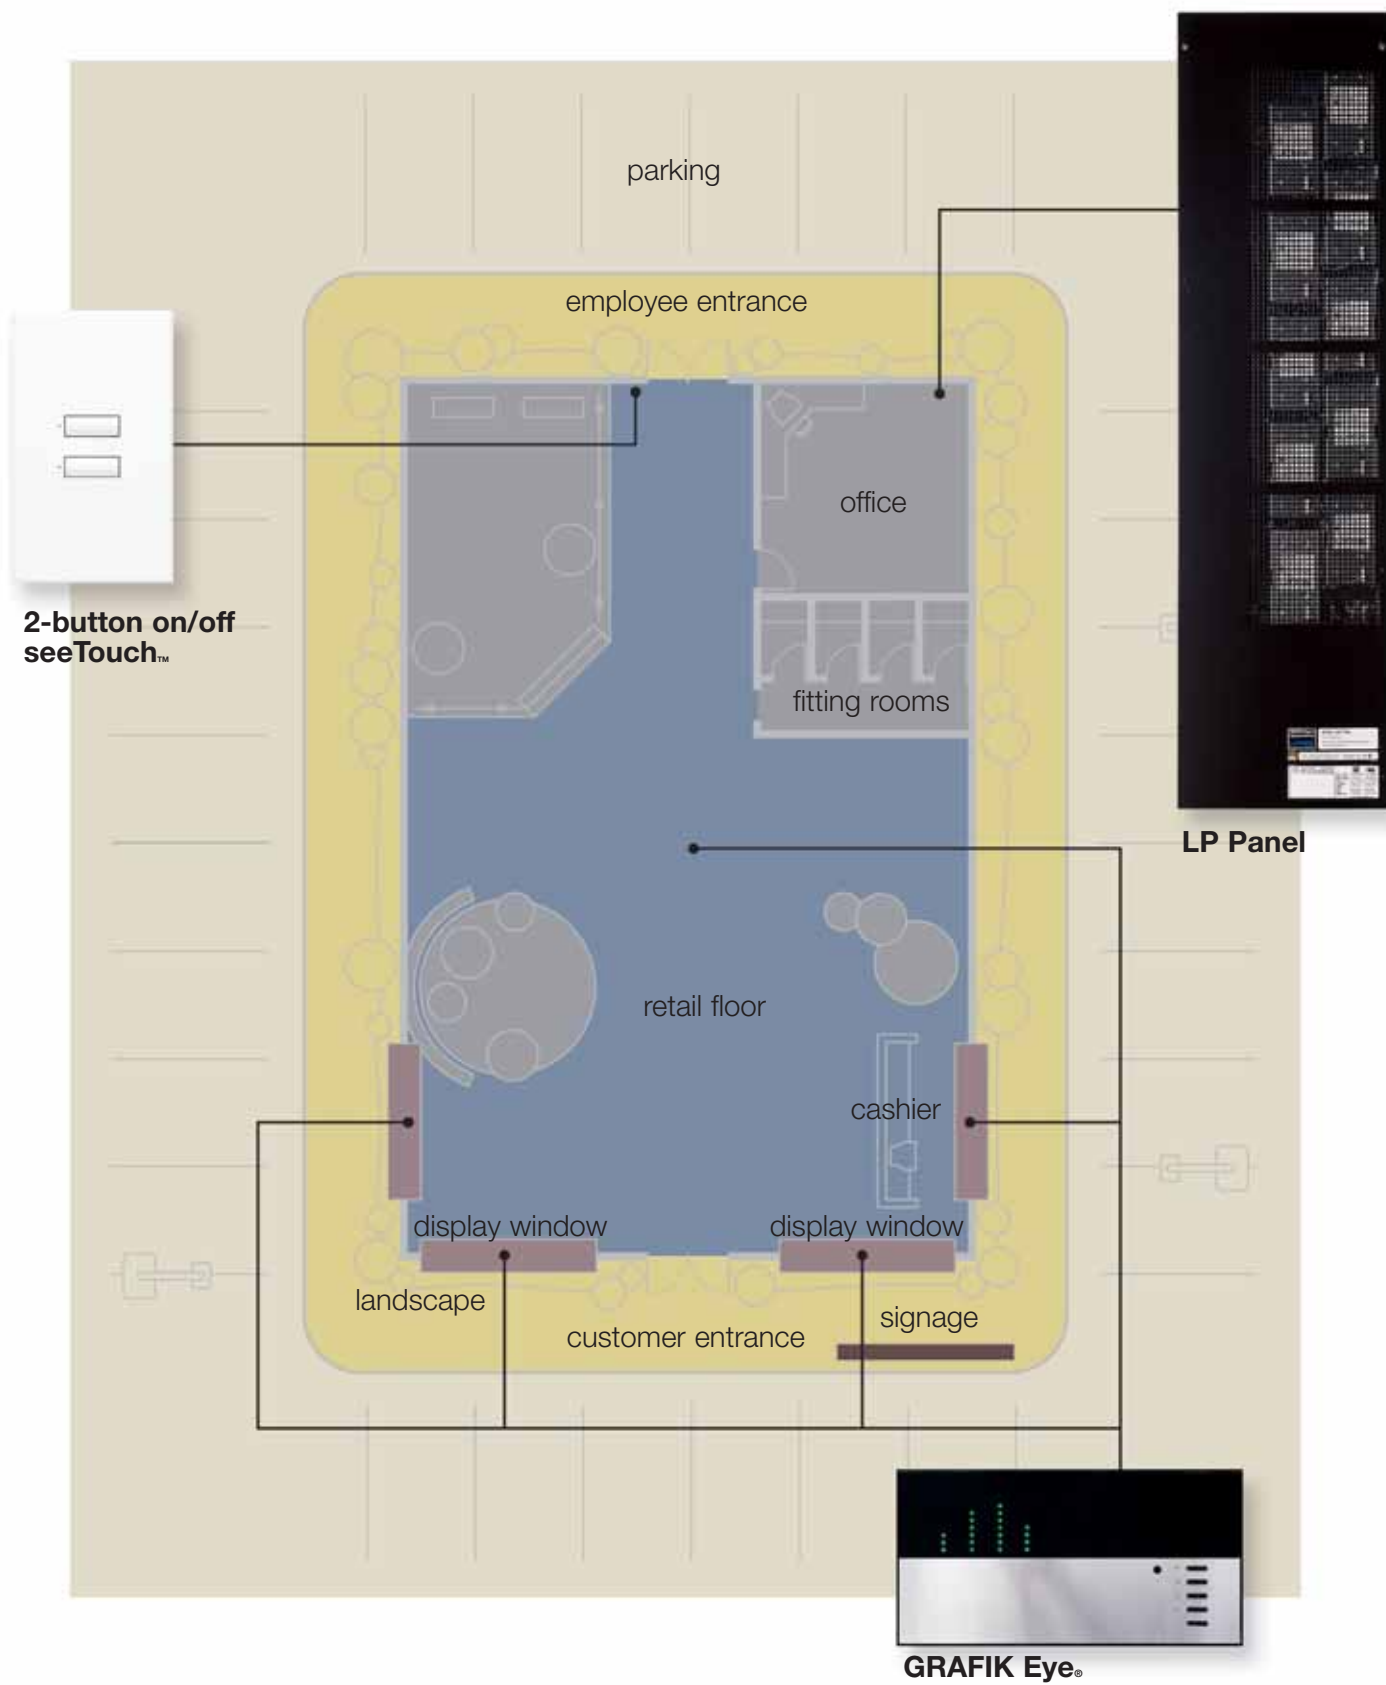 parking
employee entrance
office
2-button on/off
seeTouch™
fitting rooms
LP Panel
retail floor
cashier
display window
display window
landscape
signage
customer entrance
GRAFIK Eye®